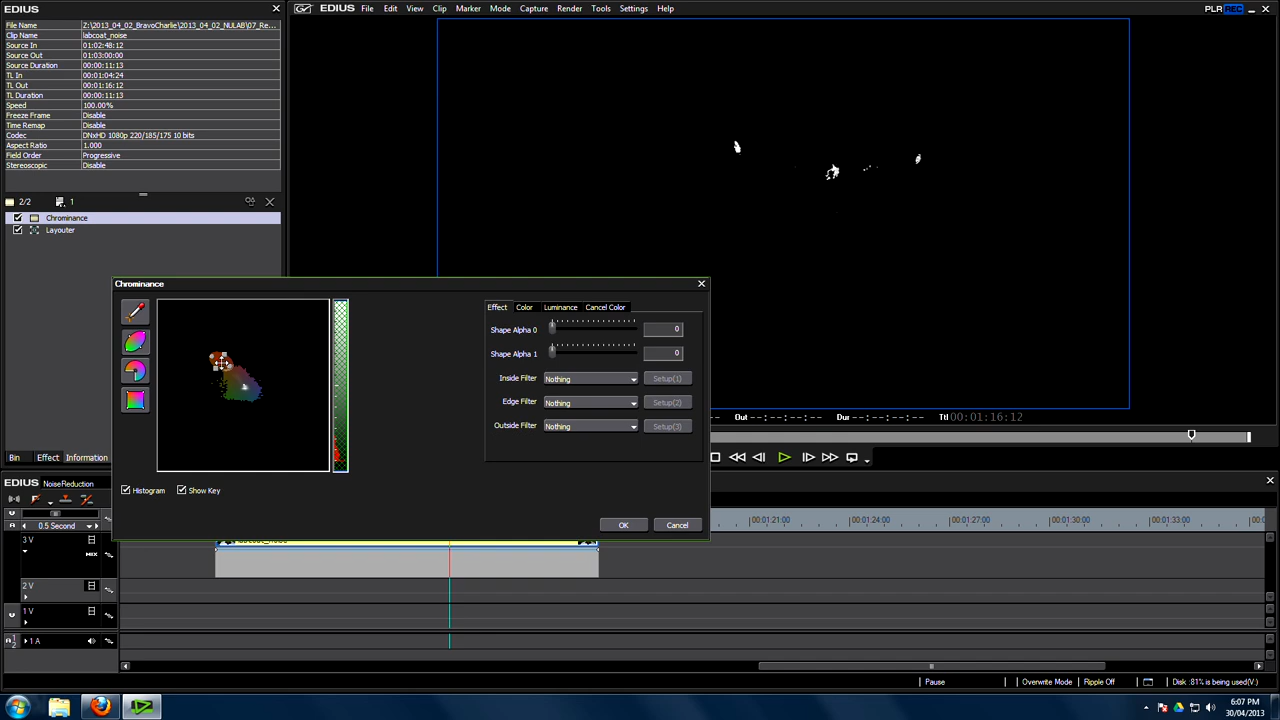 EDIUS
File Edit View Clip Marker Mode Capture Render Tools Settings Help
PLR REC
File Name Z:\2013_04_02_BravoCharlie\2013_04_02_NULAB\07_Re...
Clip Name labcoat_noise
Source In 01:02:48:12
Source Out 01:03:00:00
Source Duration 00:00:11:13
TL In 00:01:04:24
TL Out 00:01:16:12
TL Duration 00:00:11:13
Speed 100.00%
Freeze Frame Disable
Time Remap Disable
Codec DNxHD 1080p 220/185/175 10 bits
Aspect Ratio 1.000
Field Order Progressive
Stereoscopic Disable
2/2 1
Chrominance
Layouter
Chrominance
Effect Color Luminance Cancel Color
Shape Alpha 0 0
Shape Alpha 1 0
Inside Filter Nothing Setup(1)
Edge Filter Nothing Setup(2)
Outside Filter Nothing Setup(3)
Out --:--:--:-- Dur --:--:--:-- Ttl 00:01:16:12
Bin Effect Information
Histogram Show Key
OK Cancel
EDIUS NoiseReduction
0.5 Second
00:01:21:00 00:01:24:00 00:01:27:00 00:01:30:00 00:01:33:00
3 V
MIX
2 V
1 V
1 2 1 A
Pause Overwrite Mode Ripple Off Disk :81% is being used(V:)
6:07 PM
30/04/2013